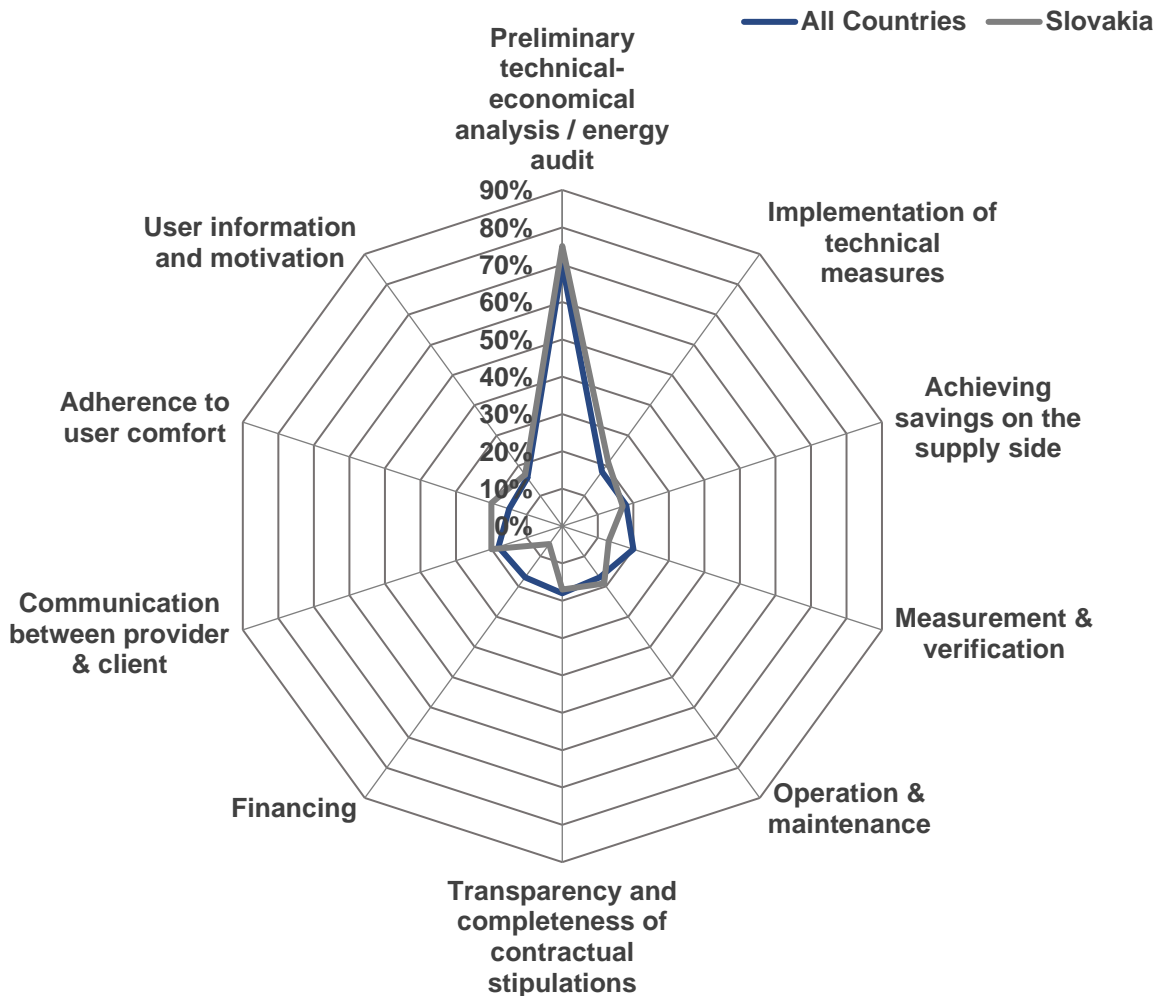 All Countries
Slovakia
Preliminary
technical-
economical
analysis / energy
audit
90%
80%
70%
60%
50%
40%
30%
20%
10%
0%
Implementation of
technical
measures
Achieving
savings on the
supply side
Measurement &
verification
Operation &
maintenance
Transparency and
completeness of
contractual
stipulations
Financing
Communication
between provider
& client
Adherence to
user comfort
User information
and motivation